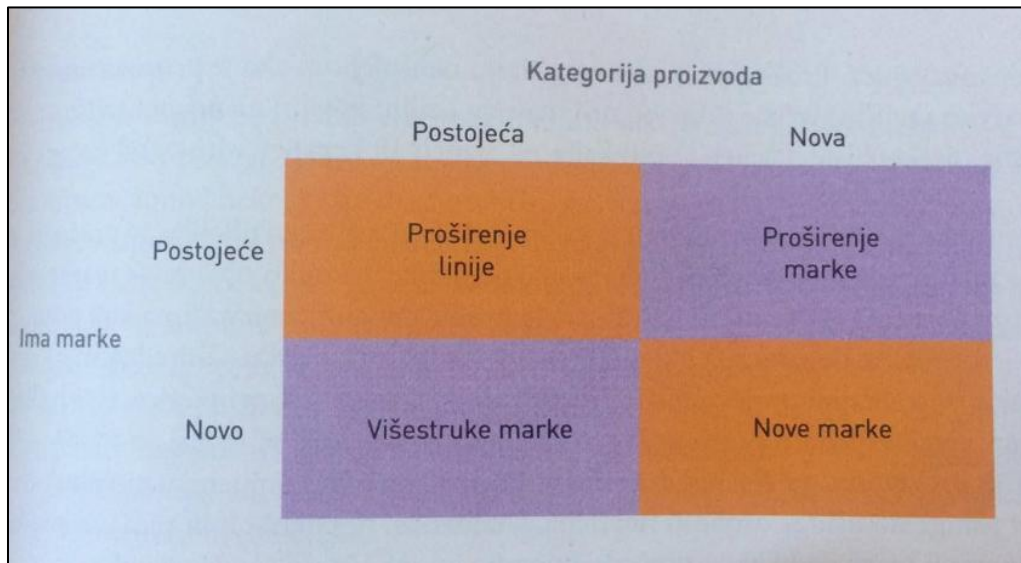 Kategorija proizvoda
Postojeća
Nova
Postojeće
Proširenje
linije
Proširenje
marke
Ima marke
Novo
Višestruke marke
Nove marke